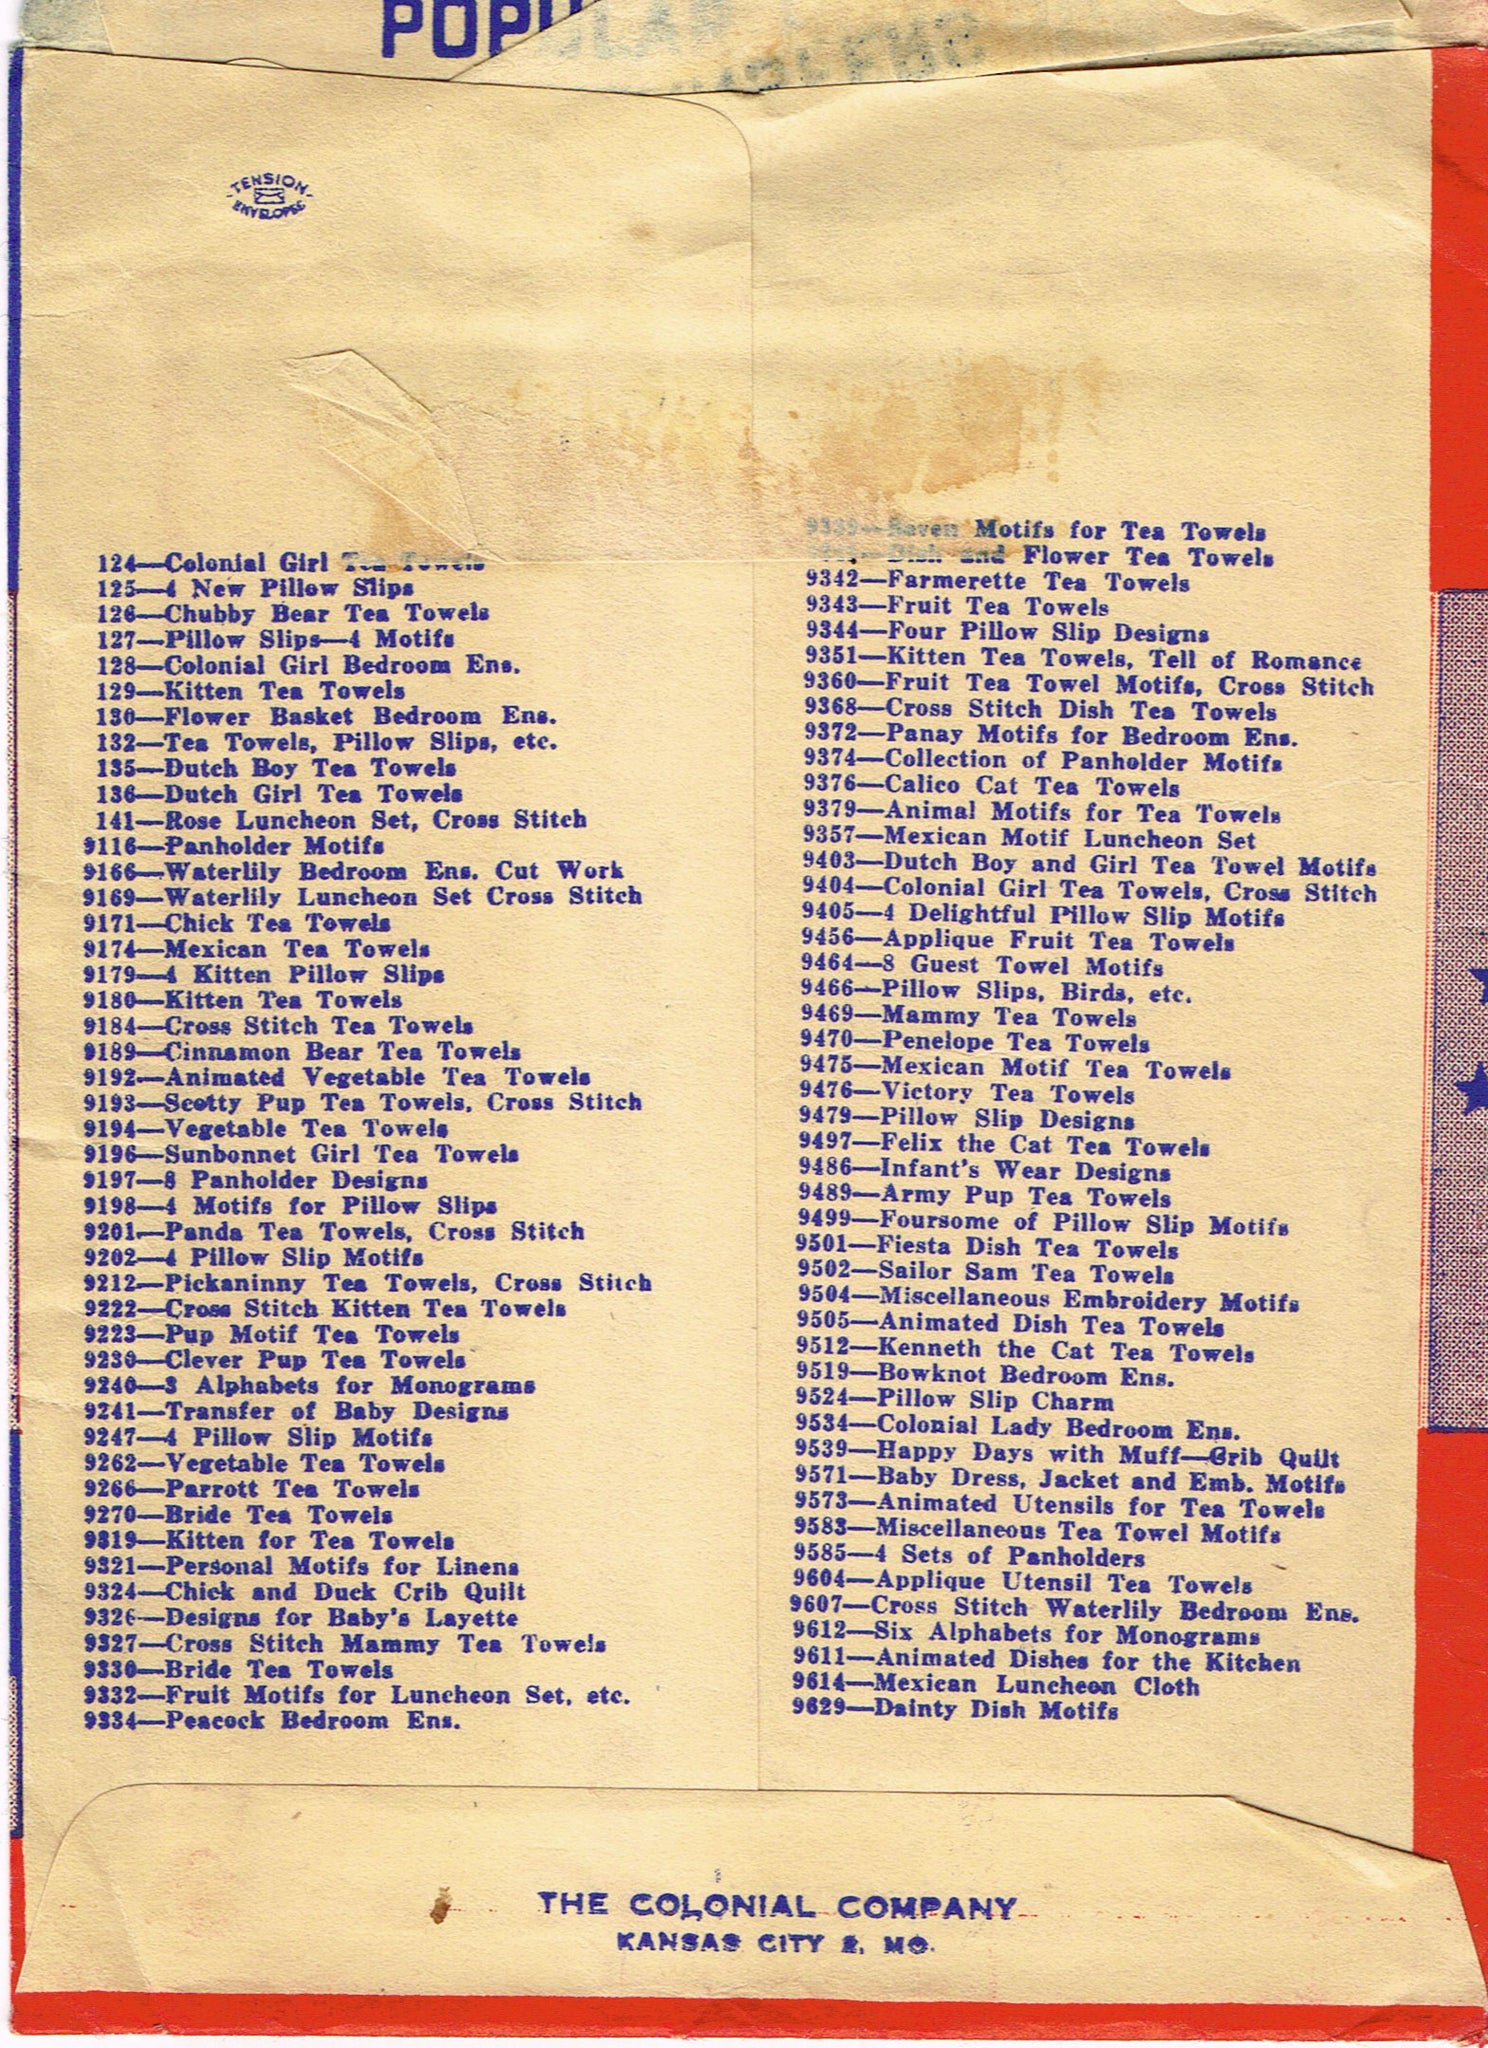 POPULAR
TENSION
ENVELOPES
124—Colonial Girl Tea Towels
125—4 New Pillow Slips
126—Chubby Bear Tea Towels
127—Pillow Slips—4 Motifs
128—Colonial Girl Bedroom Ens.
129—Kitten Tea Towels
130—Flower Basket Bedroom Ens.
132—Tea Towels, Pillow Slips, etc.
135—Dutch Boy Tea Towels
136—Dutch Girl Tea Towels
141—Rose Luncheon Set, Cross Stitch
9116—Panholder Motifs
9166—Waterlily Bedroom Ens. Cut Work
9169—Waterlily Luncheon Set Cross Stitch
9171—Chick Tea Towels
9174—Mexican Tea Towels
9179—4 Kitten Pillow Slips
9180—Kitten Tea Towels
9184—Cross Stitch Tea Towels
9189—Cinnamon Bear Tea Towels
9192—Animated Vegetable Tea Towels
9193—Scotty Pup Tea Towels, Cross Stitch
9194—Vegetable Tea Towels
9196—Sunbonnet Girl Tea Towels
9197—8 Panholder Designs
9198—4 Motifs for Pillow Slips
9201—Panda Tea Towels, Cross Stitch
9202—4 Pillow Slip Motifs
9212—Pickaninny Tea Towels, Cross Stitch
9222—Cross Stitch Kitten Tea Towels
9223—Pup Motif Tea Towels
9230—Clever Pup Tea Towels
9240—3 Alphabets for Monograms
9241—Transfer of Baby Designs
9247—4 Pillow Slip Motifs
9262—Vegetable Tea Towels
9266—Parrott Tea Towels
9270—Bride Tea Towels
9319—Kitten for Tea Towels
9321—Personal Motifs for Linens
9324—Chick and Duck Crib Quilt
9326—Designs for Baby's Layette
9327—Cross Stitch Mammy Tea Towels
9330—Bride Tea Towels
9332—Fruit Motifs for Luncheon Set, etc.
9334—Peacock Bedroom Ens.
9339—Seven Motifs for Tea Towels
Dish and Flower Tea Towels
9342—Farmerette Tea Towels
9343—Fruit Tea Towels
9344—Four Pillow Slip Designs
9351—Kitten Tea Towels, Tell of Romance
9360—Fruit Tea Towel Motifs, Cross Stitch
9368—Cross Stitch Dish Tea Towels
9372—Pansy Motifs for Bedroom Ens.
9374—Collection of Panholder Motifs
9376—Calico Cat Tea Towels
9379—Animal Motifs for Tea Towels
9357—Mexican Motif Luncheon Set
9403—Dutch Boy and Girl Tea Towel Motifs
9404—Colonial Girl Tea Towels, Cross Stitch
9405—4 Delightful Pillow Slip Motifs
9456—Applique Fruit Tea Towels
9464—8 Guest Towel Motifs
9466—Pillow Slips, Birds, etc.
9469—Mammy Tea Towels
9470—Penelope Tea Towels
9475—Mexican Motif Tea Towels
9476—Victory Tea Towels
9479—Pillow Slip Designs
9497—Felix the Cat Tea Towels
9486—Infant's Wear Designs
9489—Army Pup Tea Towels
9499—Foursome of Pillow Slip Motifs
9501—Fiesta Dish Tea Towels
9502—Sailor Sam Tea Towels
9504—Miscellaneous Embroidery Motifs
9505—Animated Dish Tea Towels
9512—Kenneth the Cat Tea Towels
9519—Bowknot Bedroom Ens.
9524—Pillow Slip Charm
9534—Colonial Lady Bedroom Ens.
9539—Happy Days with Muff—Crib Quilt
9571—Baby Dress, Jacket and Emb. Motifs
9573—Animated Utensils for Tea Towels
9583—Miscellaneous Tea Towel Motifs
9585—4 Sets of Panholders
9604—Applique Utensil Tea Towels
9607—Cross Stitch Waterlily Bedroom Ens.
9612—Six Alphabets for Monograms
9611—Animated Dishes for the Kitchen
9614—Mexican Luncheon Cloth
9629—Dainty Dish Motifs
THE COLONIAL COMPANY
KANSAS CITY 2, MO.